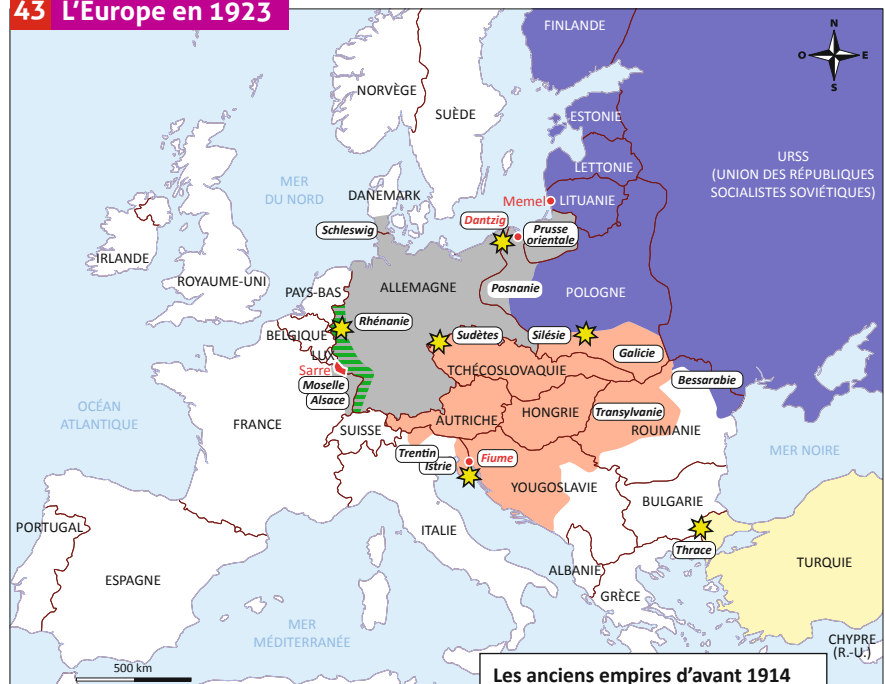 43 L'Europe en 1923
FINLANDE
N
O
E
S
NORVÈGE
SUÈDE
ESTONIE
URSS
(UNION DES RÉPUBLIQUES
SOCIALISTES SOVIÉTIQUES)
LETTONIE
MER
DU NORD
DANEMARK
Memel
LITUANIE
Dantzig
Schleswig
Prusse
orientale
IRLANDE
ROYAUME-UNI
PAYS-BAS
ALLEMAGNE
Posnanie
POLOGNE
Rhénanie
BELGIQUE
Sudètes
Silésie
LUX.
Galicie
Sarre
TCHÉCOSLOVAQUIE
Moselle
Bessarabie
Alsace
OCÉAN
ATLANTIQUE
FRANCE
SUISSE
AUTRICHE
HONGRIE
Transylvanie
ROUMANIE
MER NOIRE
Trentin
Istrie
Fiume
YOUGOSLAVIE
BULGARIE
PORTUGAL
ITALIE
Thrace
ESPAGNE
ALBANIE
TURQUIE
GRÈCE
MER
MÉDITERRANÉE
CHYPRE
(R.-U.)
500 km
Les anciens empires d'avant 1914